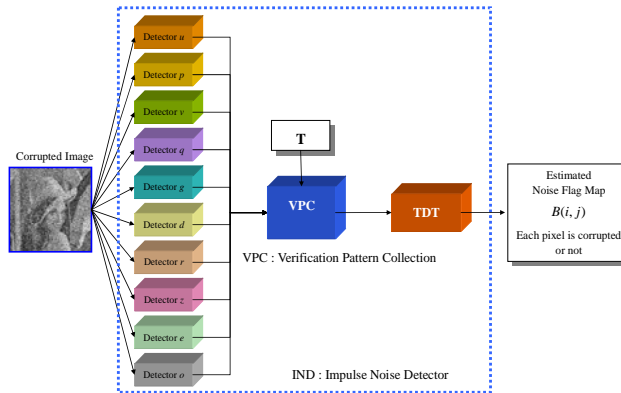 Corrupted Image
Detector u
Detector p
Detector v
Detector q
Detector g
Detector d
Detector r
Detector z
Detector e
Detector o
T
VPC
TDT
VPC : Verification Pattern Collection
IND : Impulse Noise Detector
Estimated
Noise Flag Map
B(i, j)
Each pixel is corrupted
or not